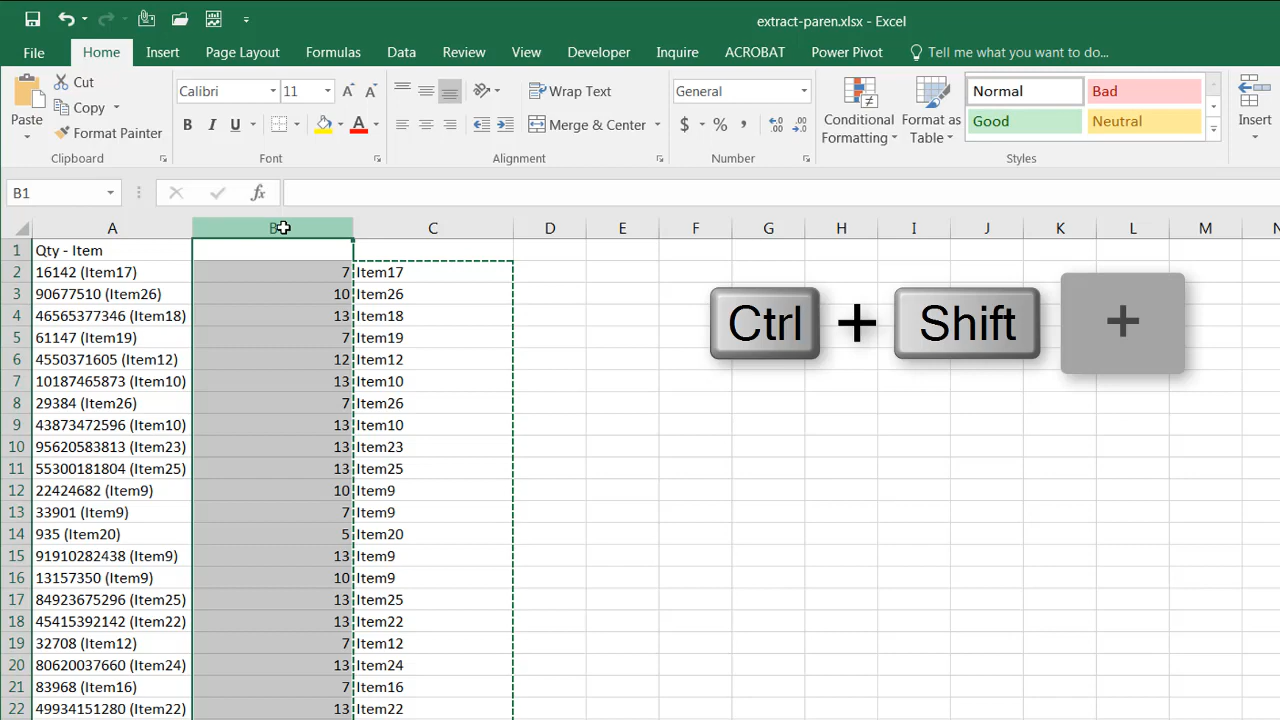 extract-paren.xlsx - Excel
File Home Insert Page Layout Formulas Data Review View Developer Inquire ACROBAT Power Pivot Tell me what you want to do...
Paste
Cut
Copy
Format Painter
Clipboard
Calibri 11
B I U A
Font
Wrap Text
Merge & Center
Alignment
General
$ % ,
Number
Conditional Formatting
Format as Table
Normal Bad
Good Neutral
Styles
Insert
B1 fx
A B C D E F G H I J K L M N
1 Qty - Item
2 16142 (Item17) 7 Item17
3 90677510 (Item26) 10 Item26
4 46565377346 (Item18) 13 Item18
5 61147 (Item19) 7 Item19
6 4550371605 (Item12) 12 Item12
7 10187465873 (Item10) 13 Item10
8 29384 (Item26) 7 Item26
9 43873472596 (Item10) 13 Item10
10 95620583813 (Item23) 13 Item23
11 55300181804 (Item25) 13 Item25
12 22424682 (Item9) 10 Item9
13 33901 (Item9) 7 Item9
14 935 (Item20) 5 Item20
15 91910282438 (Item9) 13 Item9
16 13157350 (Item9) 10 Item9
17 84923675296 (Item25) 13 Item25
18 45415392142 (Item22) 13 Item22
19 32708 (Item12) 7 Item12
20 80620037660 (Item24) 13 Item24
21 83968 (Item16) 7 Item16
22 49934151280 (Item22) 13 Item22
Ctrl + Shift +